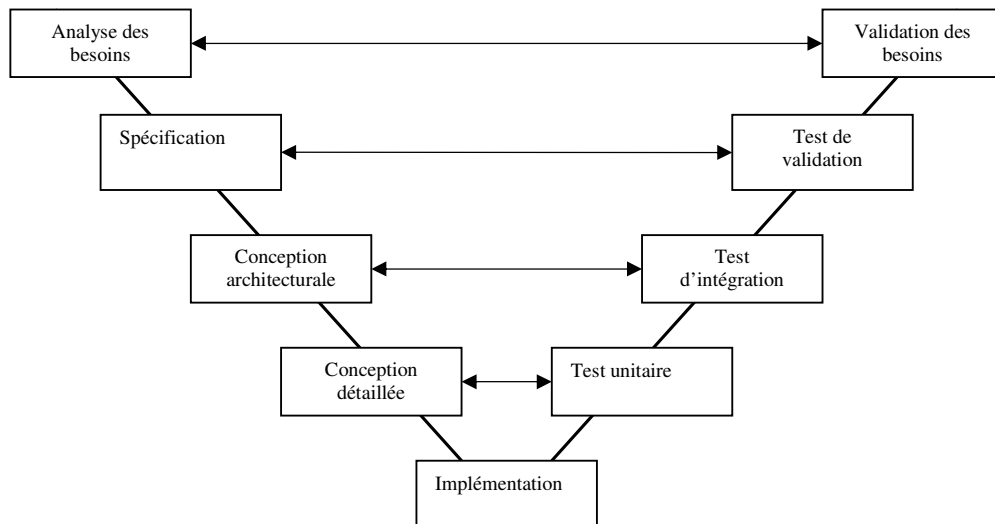 Analyse des
besoins
Validation des
besoins
Spécification
Test de
validation
Conception
architecturale
Test
d’intégration
Conception
détaillée
Test unitaire
Implémentation